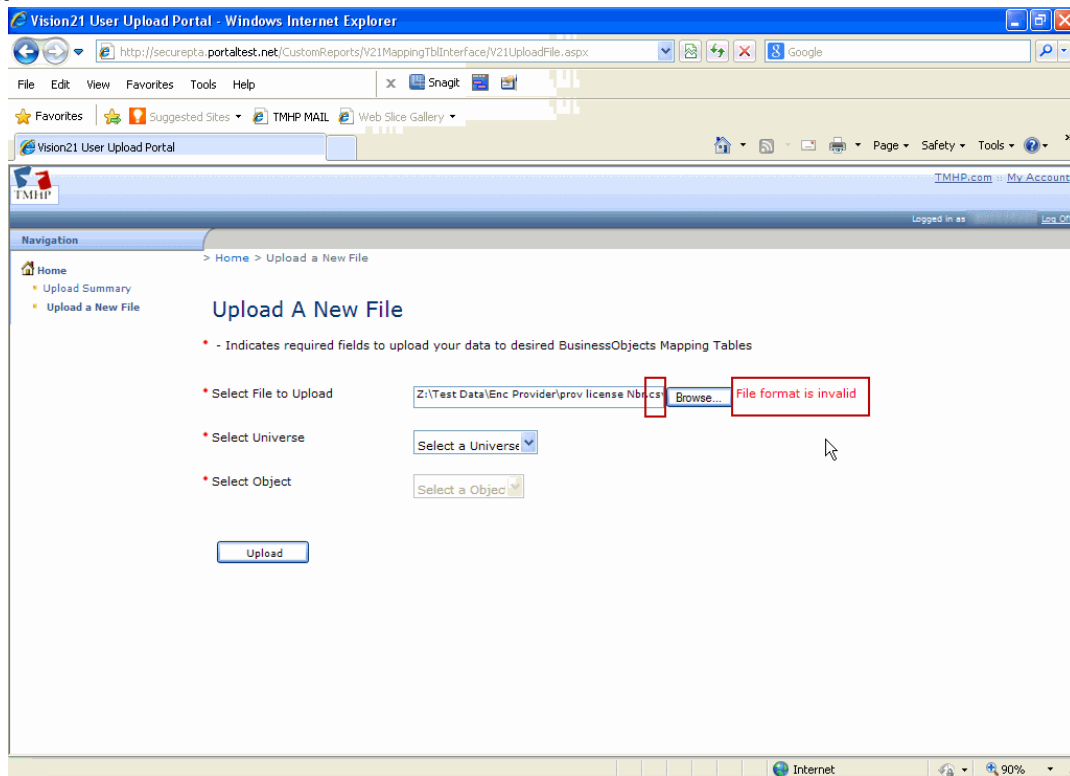 Vision21 User Upload Portal - Windows Internet Explorer
http://securepta.portaltest.net/CustomReports/V21MappingTblInterface/V21UploadFile.aspx
Google
File Edit View Favorites Tools Help
x Snagit
Favorites Suggested Sites TMHP MAIL Web Slice Gallery
Vision21 User Upload Portal
Page Safety Tools
TMHP
TMHP.com :: My Account
Logged in as Log Of
Navigation
Home
Upload Summary
Upload a New File
> Home > Upload a New File
Upload A New File
* - Indicates required fields to upload your data to desired BusinessObjects Mapping Tables
* Select File to Upload Z:\Test Data\Enc Provider\prov license Nbr.csv Browse... File format is invalid
* Select Universe Select a Universe
* Select Object Select a Objec
Upload
Internet 90%